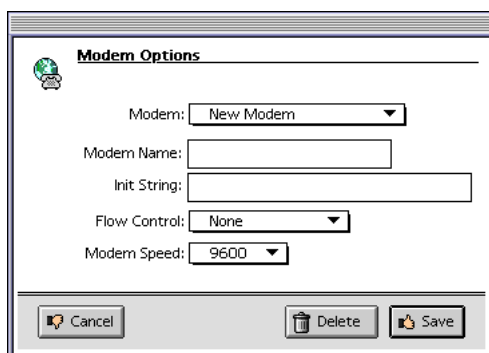 Modem Options
Modem: New Modem
Modem Name:
Init String:
Flow Control: None
Modem Speed: 9600
Cancel Delete Save